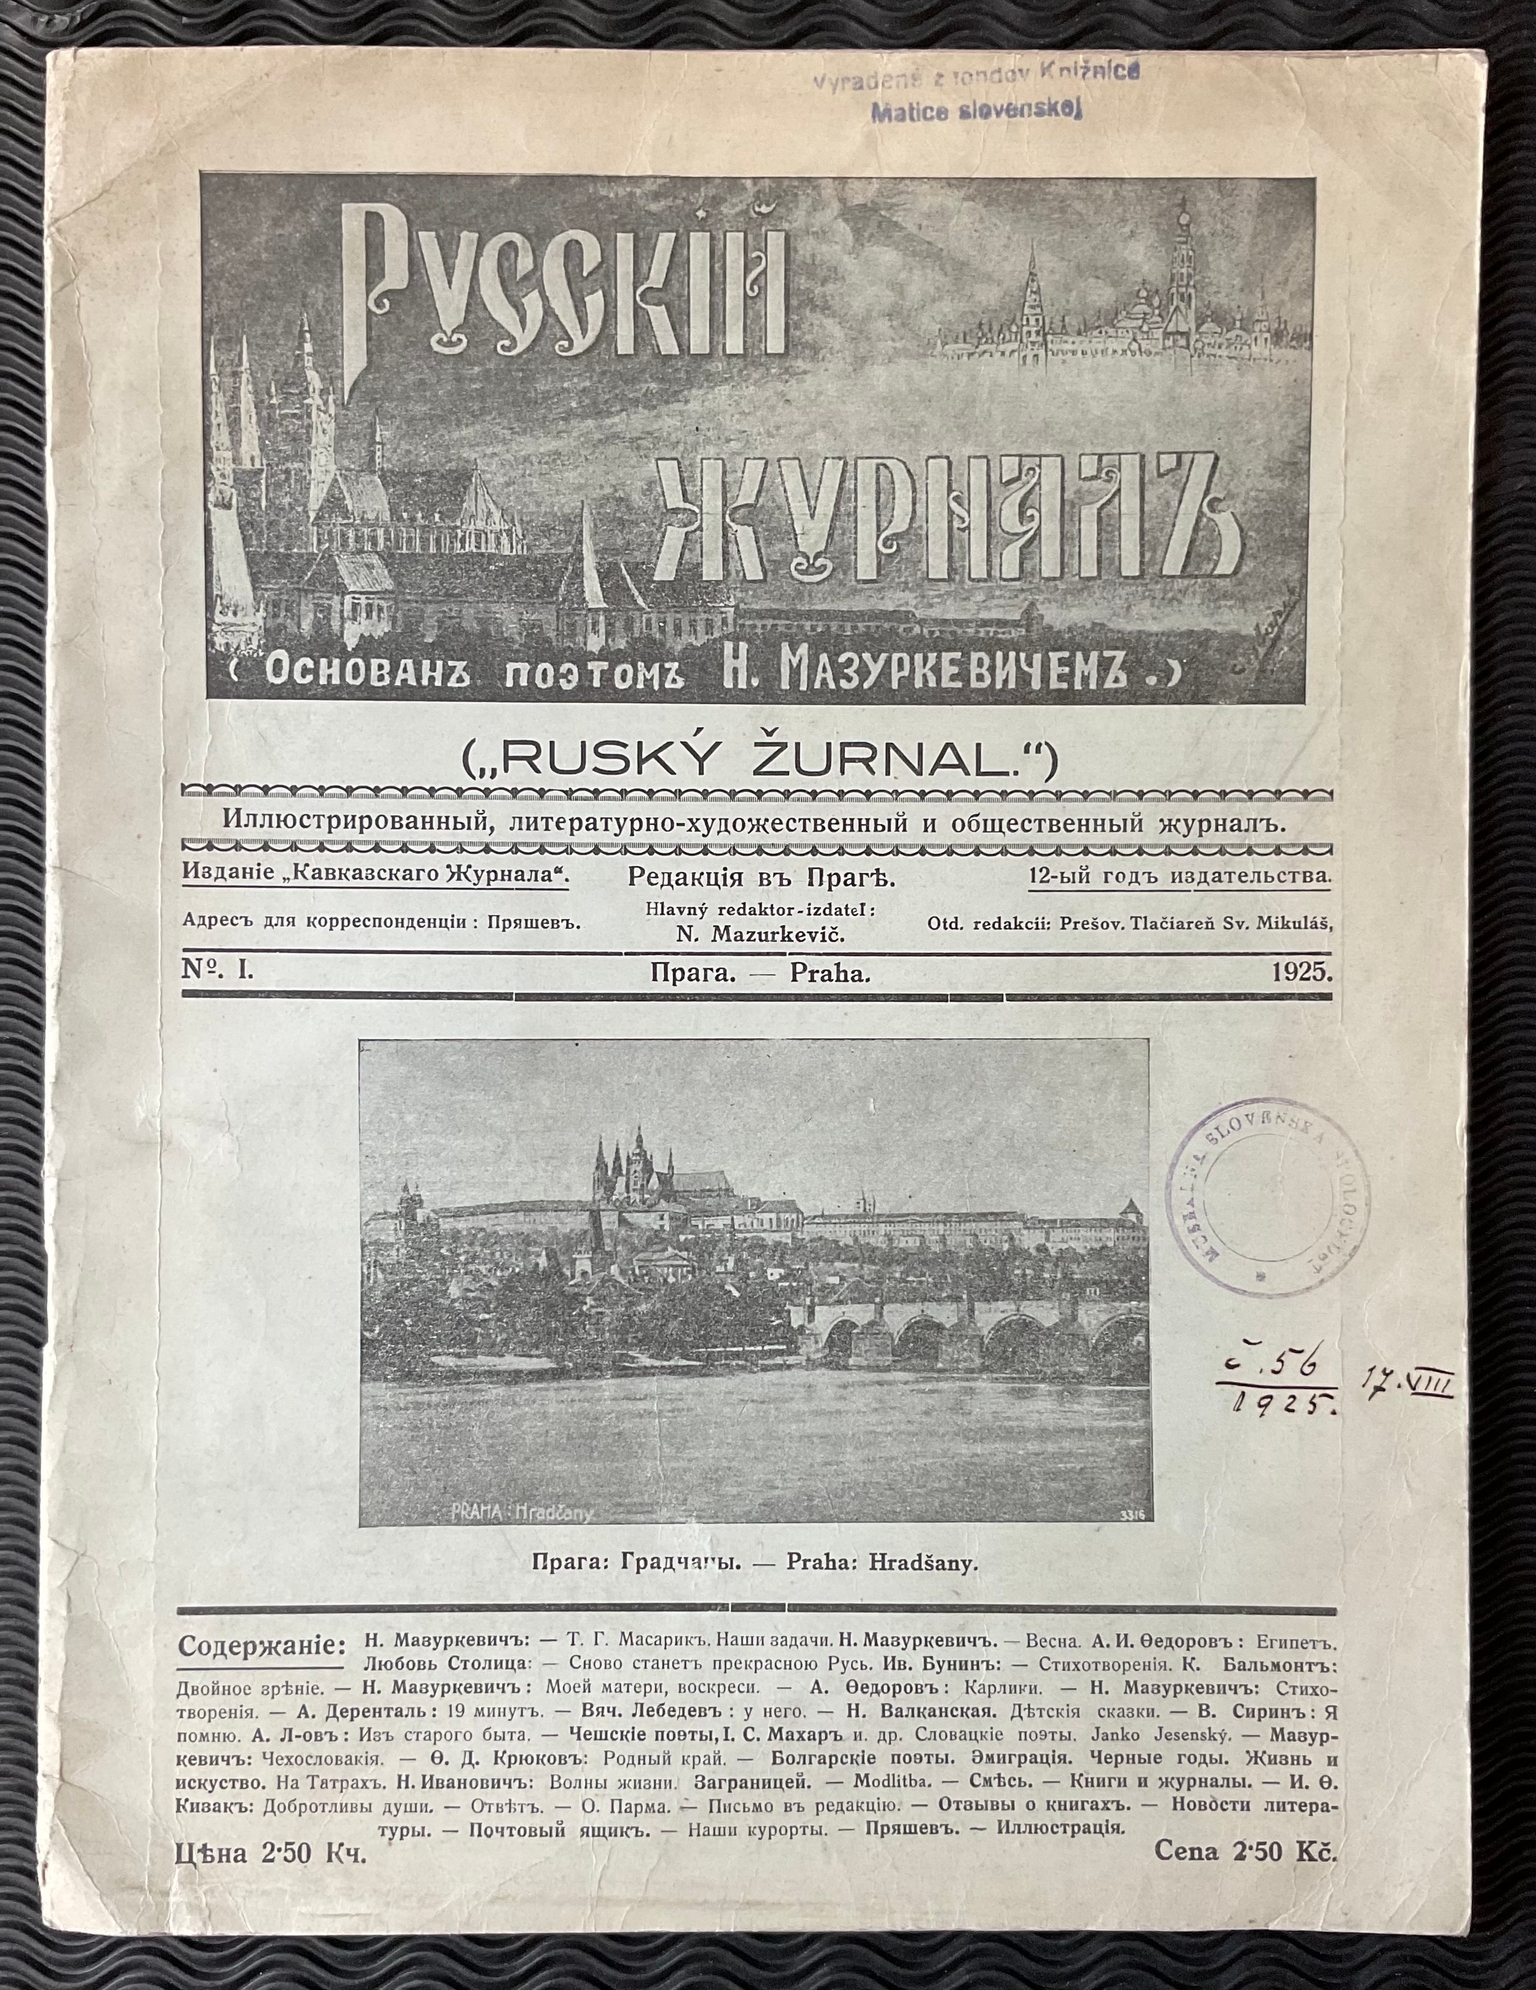 Vyradené z fondov Knižnice
Matice slovenskej
Русскій
Журналъ
(Основанъ поэтомъ Н. Мазуркевичемъ.)
(„RUSKÝ ŽURNAL.“)
Иллюстрированный, литературно-художественный и общественный журналъ.
Изданіе „Кавказскаго Журнала“.
Редакція въ Прагѣ.
12-ый годъ издательства.
Адресъ для корреспонденціи : Пряшевъ.
Hlavný redaktor-izdatel :
N. Mazurkevič.
Otd. redakcii: Prešov. Tlačiareň Sv. Mikuláš,
Nº. I.
Прага. — Praha.
1925.
SLOVENSKÁ
č. 56
1925.
17. VIII
PRAHA: Hradčany
3316
Прага: Градчаны. — Praha: Hradšany.
Содержаніе: Н. Мазуркевичъ: — Т. Г. Масарикъ. Наши задачи. Н. Мазуркевичъ. — Весна. А. И. Ѳедоровъ : Египетъ.
Любовь Столица: — Сново станетъ прекрасною Русь. Ив. Бунинъ: — Стихотворенія. К. Бальмонтъ:
Двойное зрѣніе. — Н. Мазуркевичъ : Моей матери, воскреси. — А. Ѳедоровъ : Карлики. — Н. Мазуркевичъ: Стихо-
творенія. — А. Деренталь : 19 минутъ. — Вяч. Лебедевъ : у него. — Н. Валканская. Дѣтскія сказки. — В. Сиринъ : Я
помню. А. Л-овъ : Изъ старого быта. — Чешскіе поэты, І. С. Махаръ и. др. Словацкіе поэты. Janko Jesenský. — Мазур-
кевичъ: Чехословакія. — Ѳ. Д. Крюковъ: Родный край. — Болгарскіе поэты. Эмиграція. Черные годы. Жизнь и
искуство. На Татрахъ. Н. Ивановичъ: Волны жизни. Заграницей. — Modlitba. — Смѣсь. — Книги и журналы. — И. Ѳ.
Кизакъ: Добротливы души. — Отвѣтъ. — О. Парма. — Письмо въ редакцію. — Отзывы о книгахъ. — Новости литера-
туры. — Почтовый ящикъ. — Наши курорты. — Пряшевъ. — Иллюстрація.
Цѣна 2·50 Кч.
Cena 2·50 Kč.